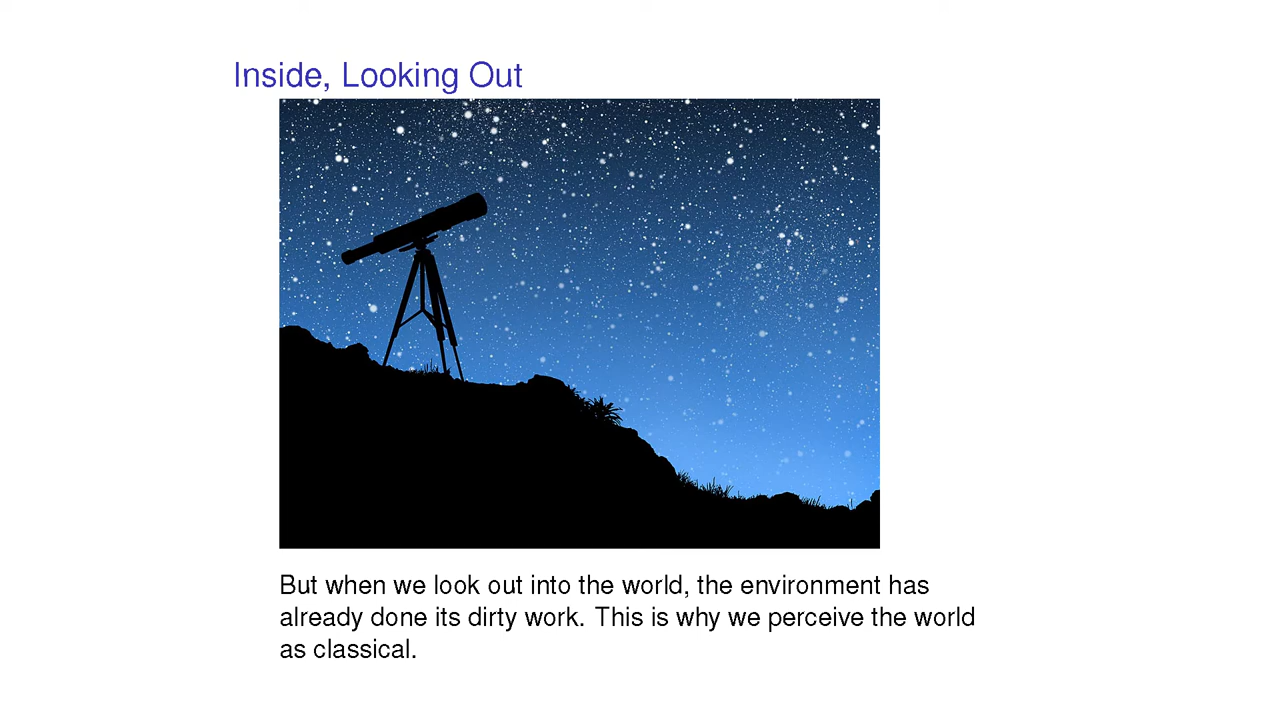 Inside, Looking Out
But when we look out into the world, the environment has
already done its dirty work. This is why we perceive the world
as classical.